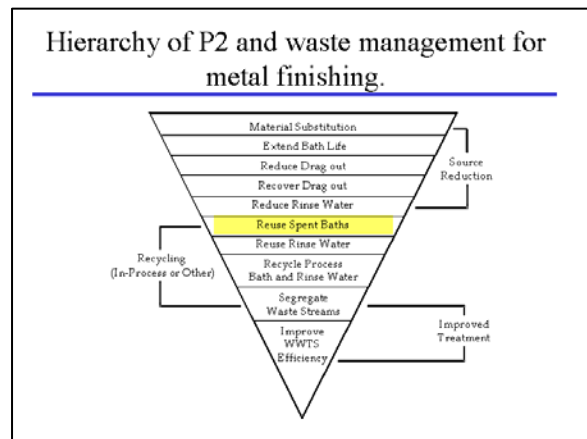 Hierarchy of P2 and waste management for
metal finishing.
Material Substitution
Extend Bath Life
Reduce Drag out
Recover Drag out
Reduce Rinse Water
Source
Reduction
Reuse Spent Baths
Reuse Rinse Water
Recycle Process
Bath and Rinse Water
Recycling
(In-Process or Other)
Segregate
Waste Streams
Improve
WWTS
Efficiency
Improved
Treatment